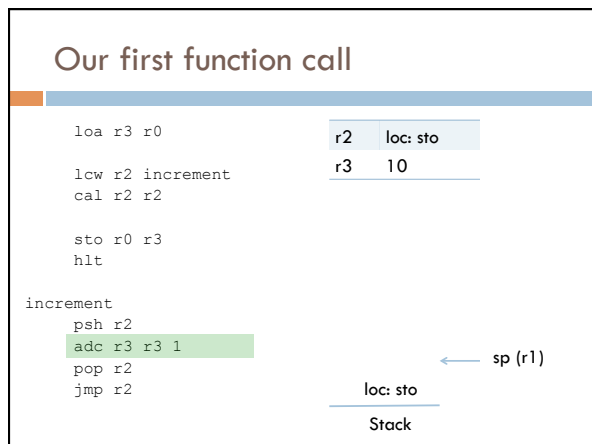 Our first function call
loa r3 r0
lcw r2 increment
cal r2 r2
sto r0 r3
hlt
increment
psh r2
adc r3 r3 1
pop r2
jmp r2
r2 loc: sto
r3 10
sp (r1)
loc: sto
Stack